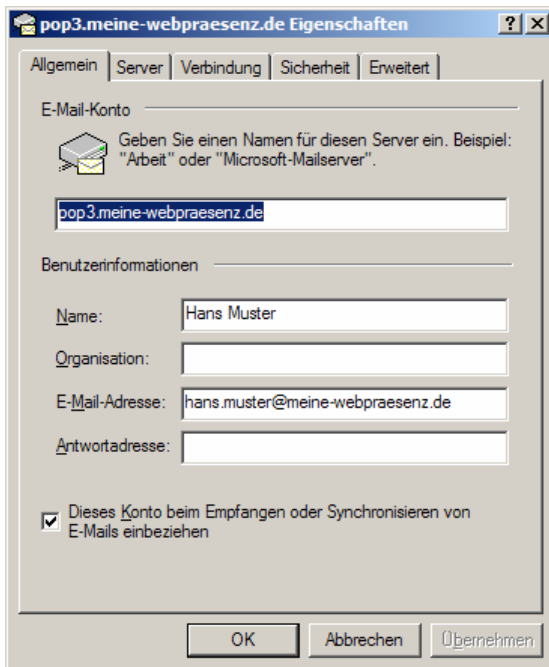 pop3.meine-webpraesenz.de Eigenschaften
Allgemein Server Verbindung Sicherheit Erweitert
E-Mail-Konto
Geben Sie einen Namen für diesen Server ein. Beispiel:
"Arbeit" oder "Microsoft-Mailserver".
pop3.meine-webpraesenz.de
Benutzerinformationen
Name: Hans Muster
Organisation:
E-Mail-Adresse: hans.muster@meine-webpraesenz.de
Antwortadresse:
Dieses Konto beim Empfangen oder Synchronisieren von
E-Mails einbeziehen
OK Abbrechen Übernehmen